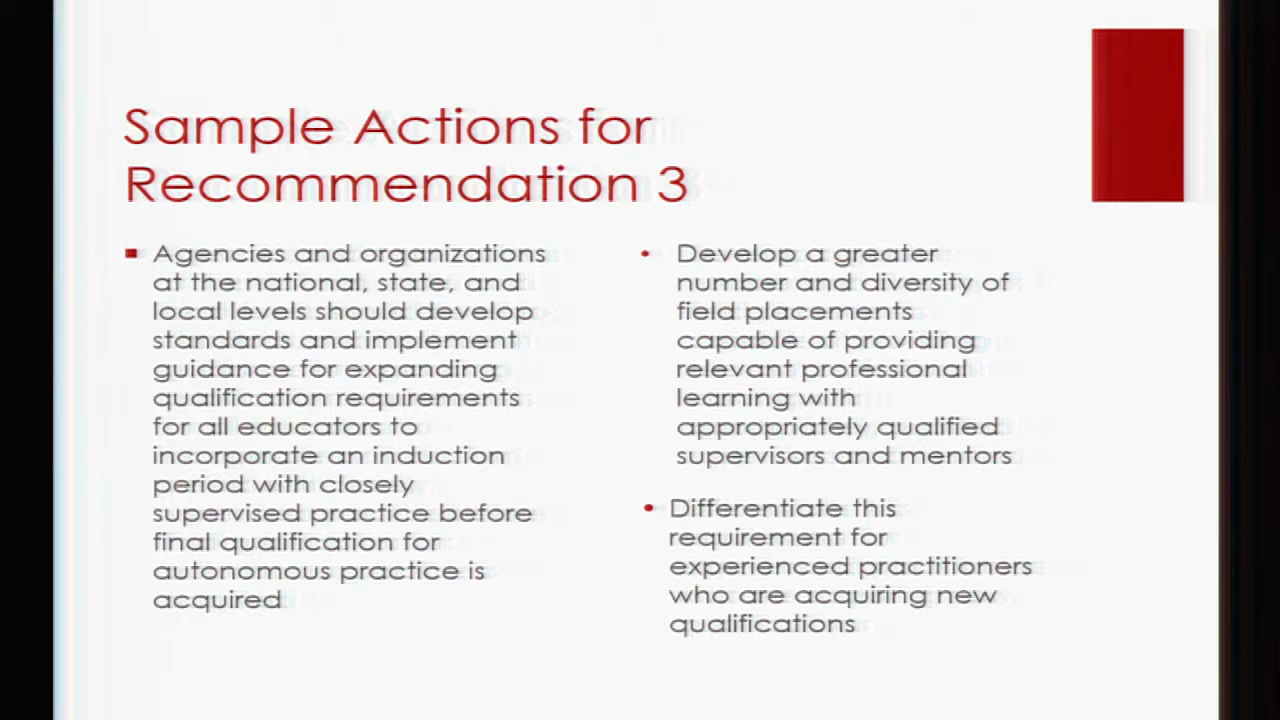 Sample Actions for
Recommendation 3
Agencies and organizations
at the national, state, and
local levels should develop
standards and implement
guidance for expanding
qualification requirements
for all educators to
incorporate an induction
period with closely
supervised practice before
final qualification for
autonomous practice is
acquired
• Develop a greater
number and diversity of
field placements
capable of providing
relevant professional
learning with
appropriately qualified
supervisors and mentors
• Differentiate this
requirement for
experienced practitioners
who are acquiring new
qualifications